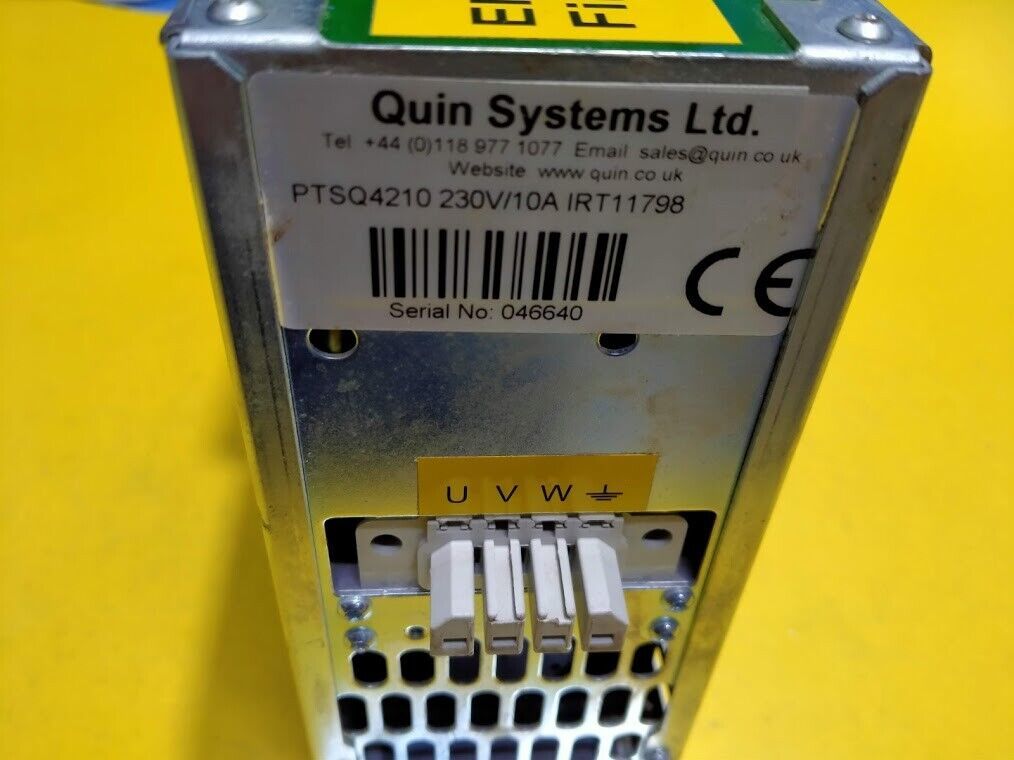 Quin Systems Ltd.
Tel +44 (0)118 977 1077 Email sales@quin.co.uk
Website www.quin.co.uk
PTSQ4210 230V/10A IRT11798
CE
Serial No: 046640
U V W